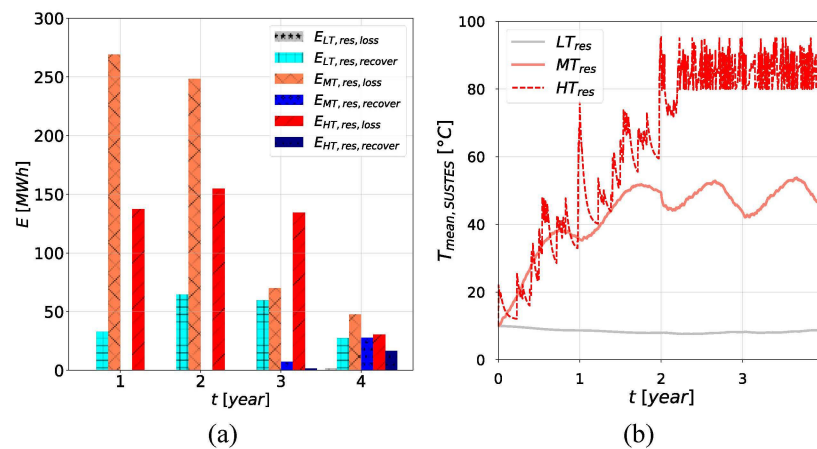 E_{LT,res,loss}
E_{LT,res,recover}
E_{MT,res,loss}
E_{MT,res,recover}
E_{HT,res,loss}
E_{HT,res,recover}
300
250
200
150
100
50
0
E [MWh]
1 2 3 4
t [year]
(a)
LT_{res}
MT_{res}
HT_{res}
100
80
60
40
20
0
T_{mean,SUSTES} [°C]
0 1 2 3
t [year]
(b)